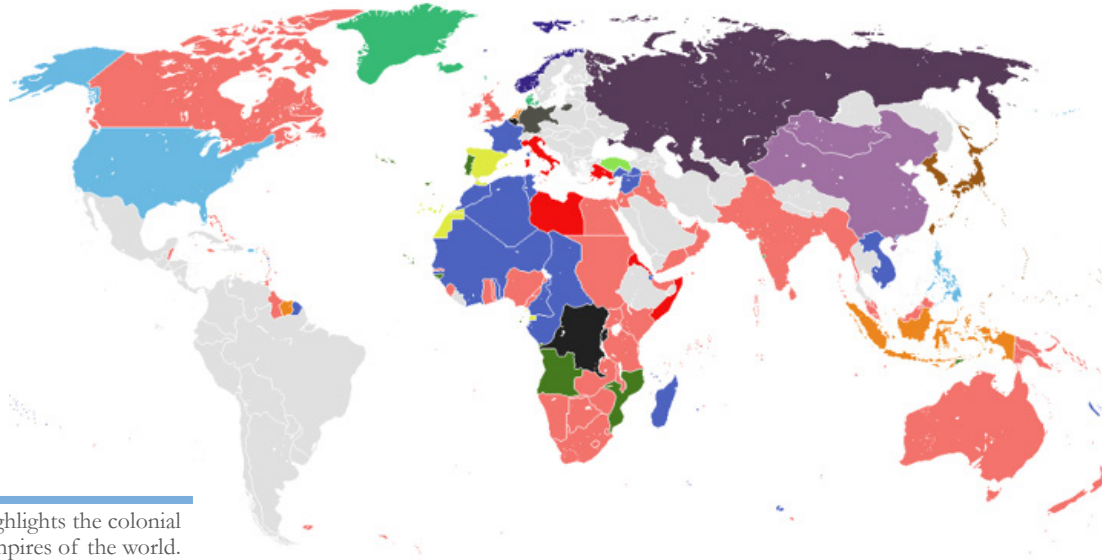 ghlights the colonial
npires of the world.